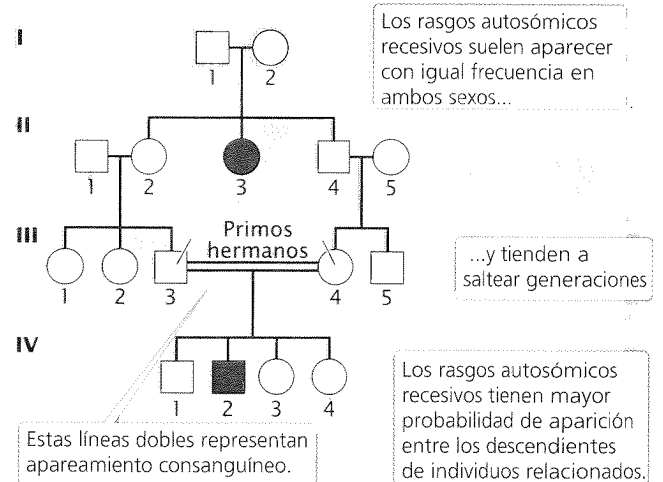 I
1 2
Los rasgos autosómicos
recesivos suelen aparecer
con igual frecuencia en
ambos sexos...
II
1 2 3 4 5
III
Primos
hermanos
1 2 3 4 5
...y tienden a
saltear generaciones
IV
1 2 3 4
Estas líneas dobles representan
apareamiento consanguíneo.
Los rasgos autosómicos
recesivos tienen mayor
probabilidad de aparición
entre los descendientes
de individuos relacionados.